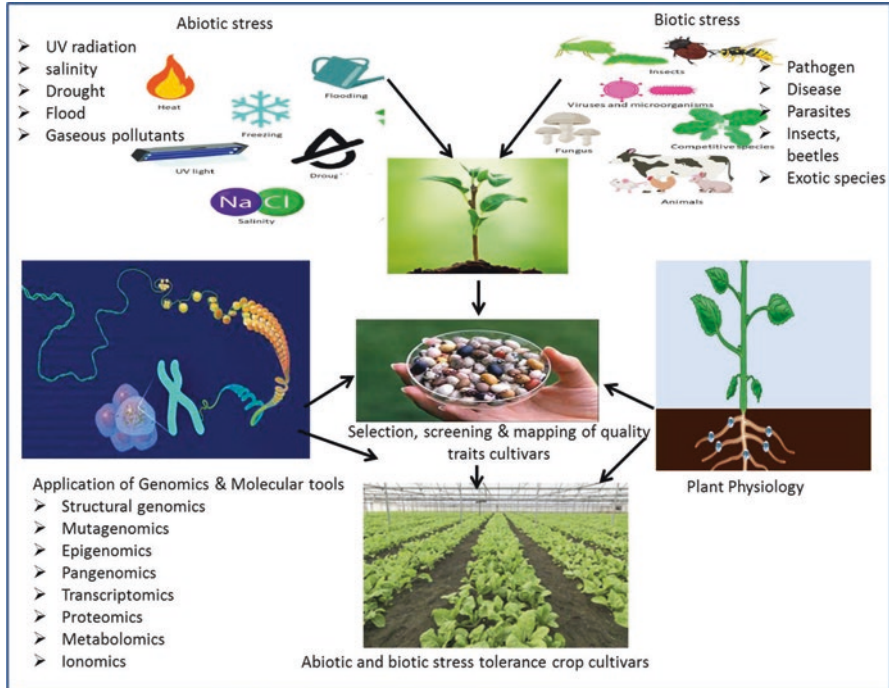 Abiotic stress
➢ UV radiation
➢ salinity
➢ Drought
➢ Flood
➢ Gaseous pollutants
Heat
Flooding
Freezing
UV light
Na Cl
Salinity
Biotic stress
Insects
Viruses and microorganisms
Fungus
Competitive species
Animals
➢ Pathogen
➢ Disease
➢ Parasites
➢ Insects,
beetles
➢ Exotic species
Selection, screening & mapping of quality
traits cultivars
Application of Genomics & Molecular tools
➢ Structural genomics
➢ Mutagenomics
➢ Epigenomics
➢ Pangenomics
➢ Transcriptomics
➢ Proteomics
➢ Metabolomics
➢ Ionomics
Plant Physiology
Abiotic and biotic stress tolerance crop cultivars